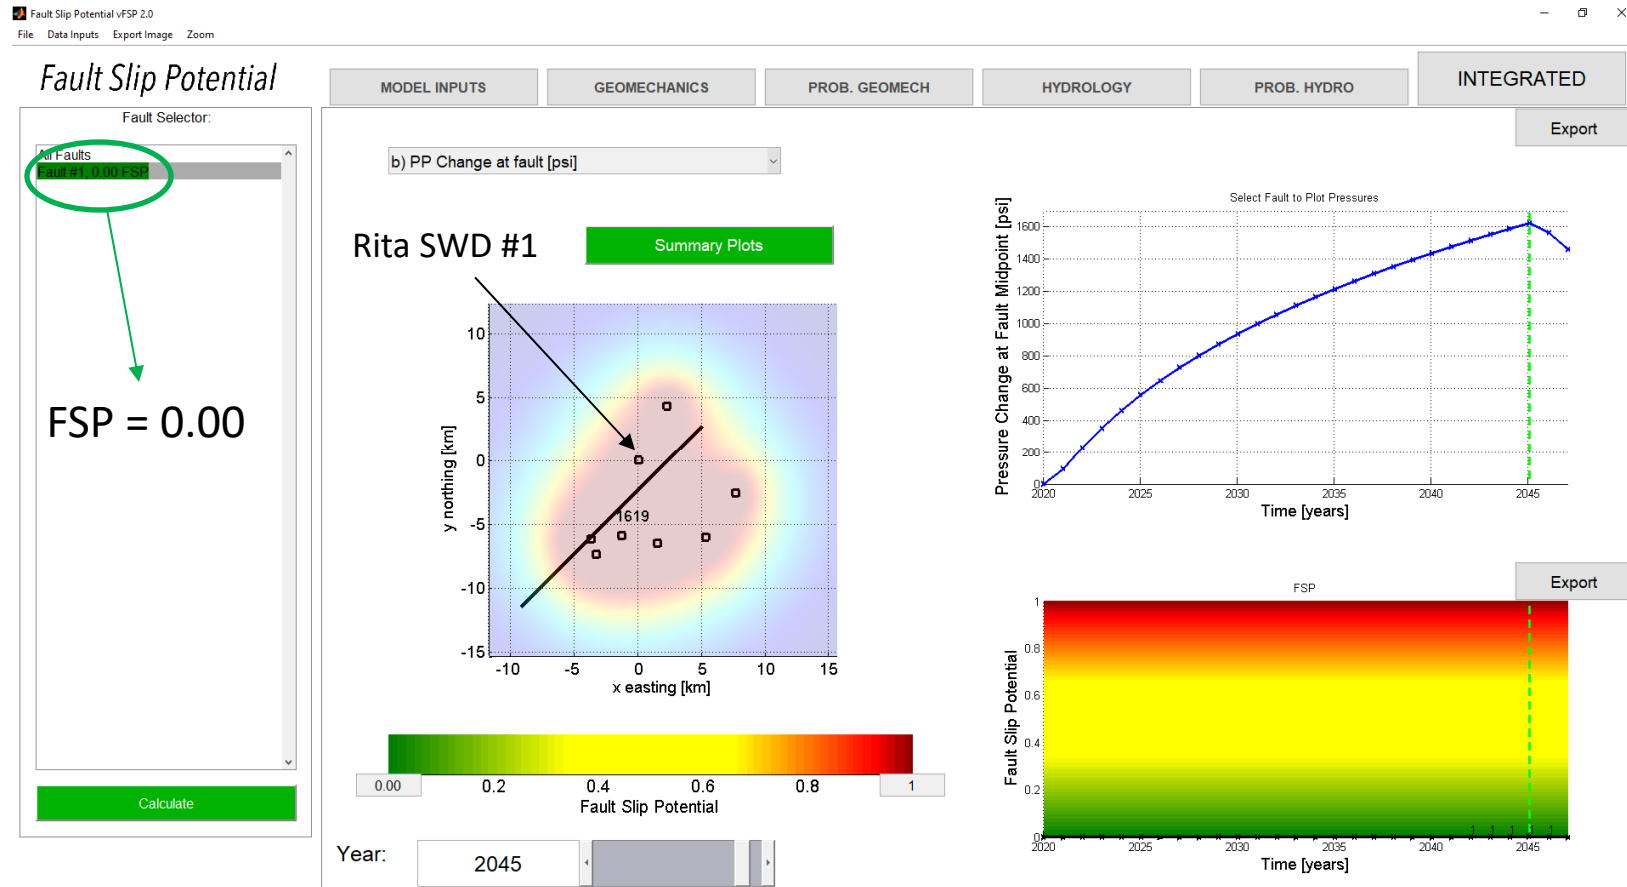 Fault Slip Potential vFSP 2.0
File Data Inputs Export Image Zoom
Fault Slip Potential
MODEL INPUTS
GEOMECHANICS
PROB. GEOMECH
HYDROLOGY
PROB. HYDRO
INTEGRATED
Fault Selector:
All Faults
Fault #1, 0.00 FSP
FSP = 0.00
Calculate
Export
b) PP Change at fault [psi]
Rita SWD #1
Summary Plots
10
5
0
-5
-10
-15
y northing [km]
1619
-10 -5 0 5 10 15
x easting [km]
0.00 0.2 0.4 0.6 0.8 1
Fault Slip Potential
Year: 2045
Select Fault to Plot Pressures
Pressure Change at Fault Midpoint [psi]
1600
1400
1200
1000
800
600
400
200
0
2020 2025 2030 2035 2040 2045
Time [years]
Export
FSP
Fault Slip Potential
1
0.8
0.6
0.4
0.2
0
1 1 1 1 1
2020 2025 2030 2035 2040 2045
Time [years]